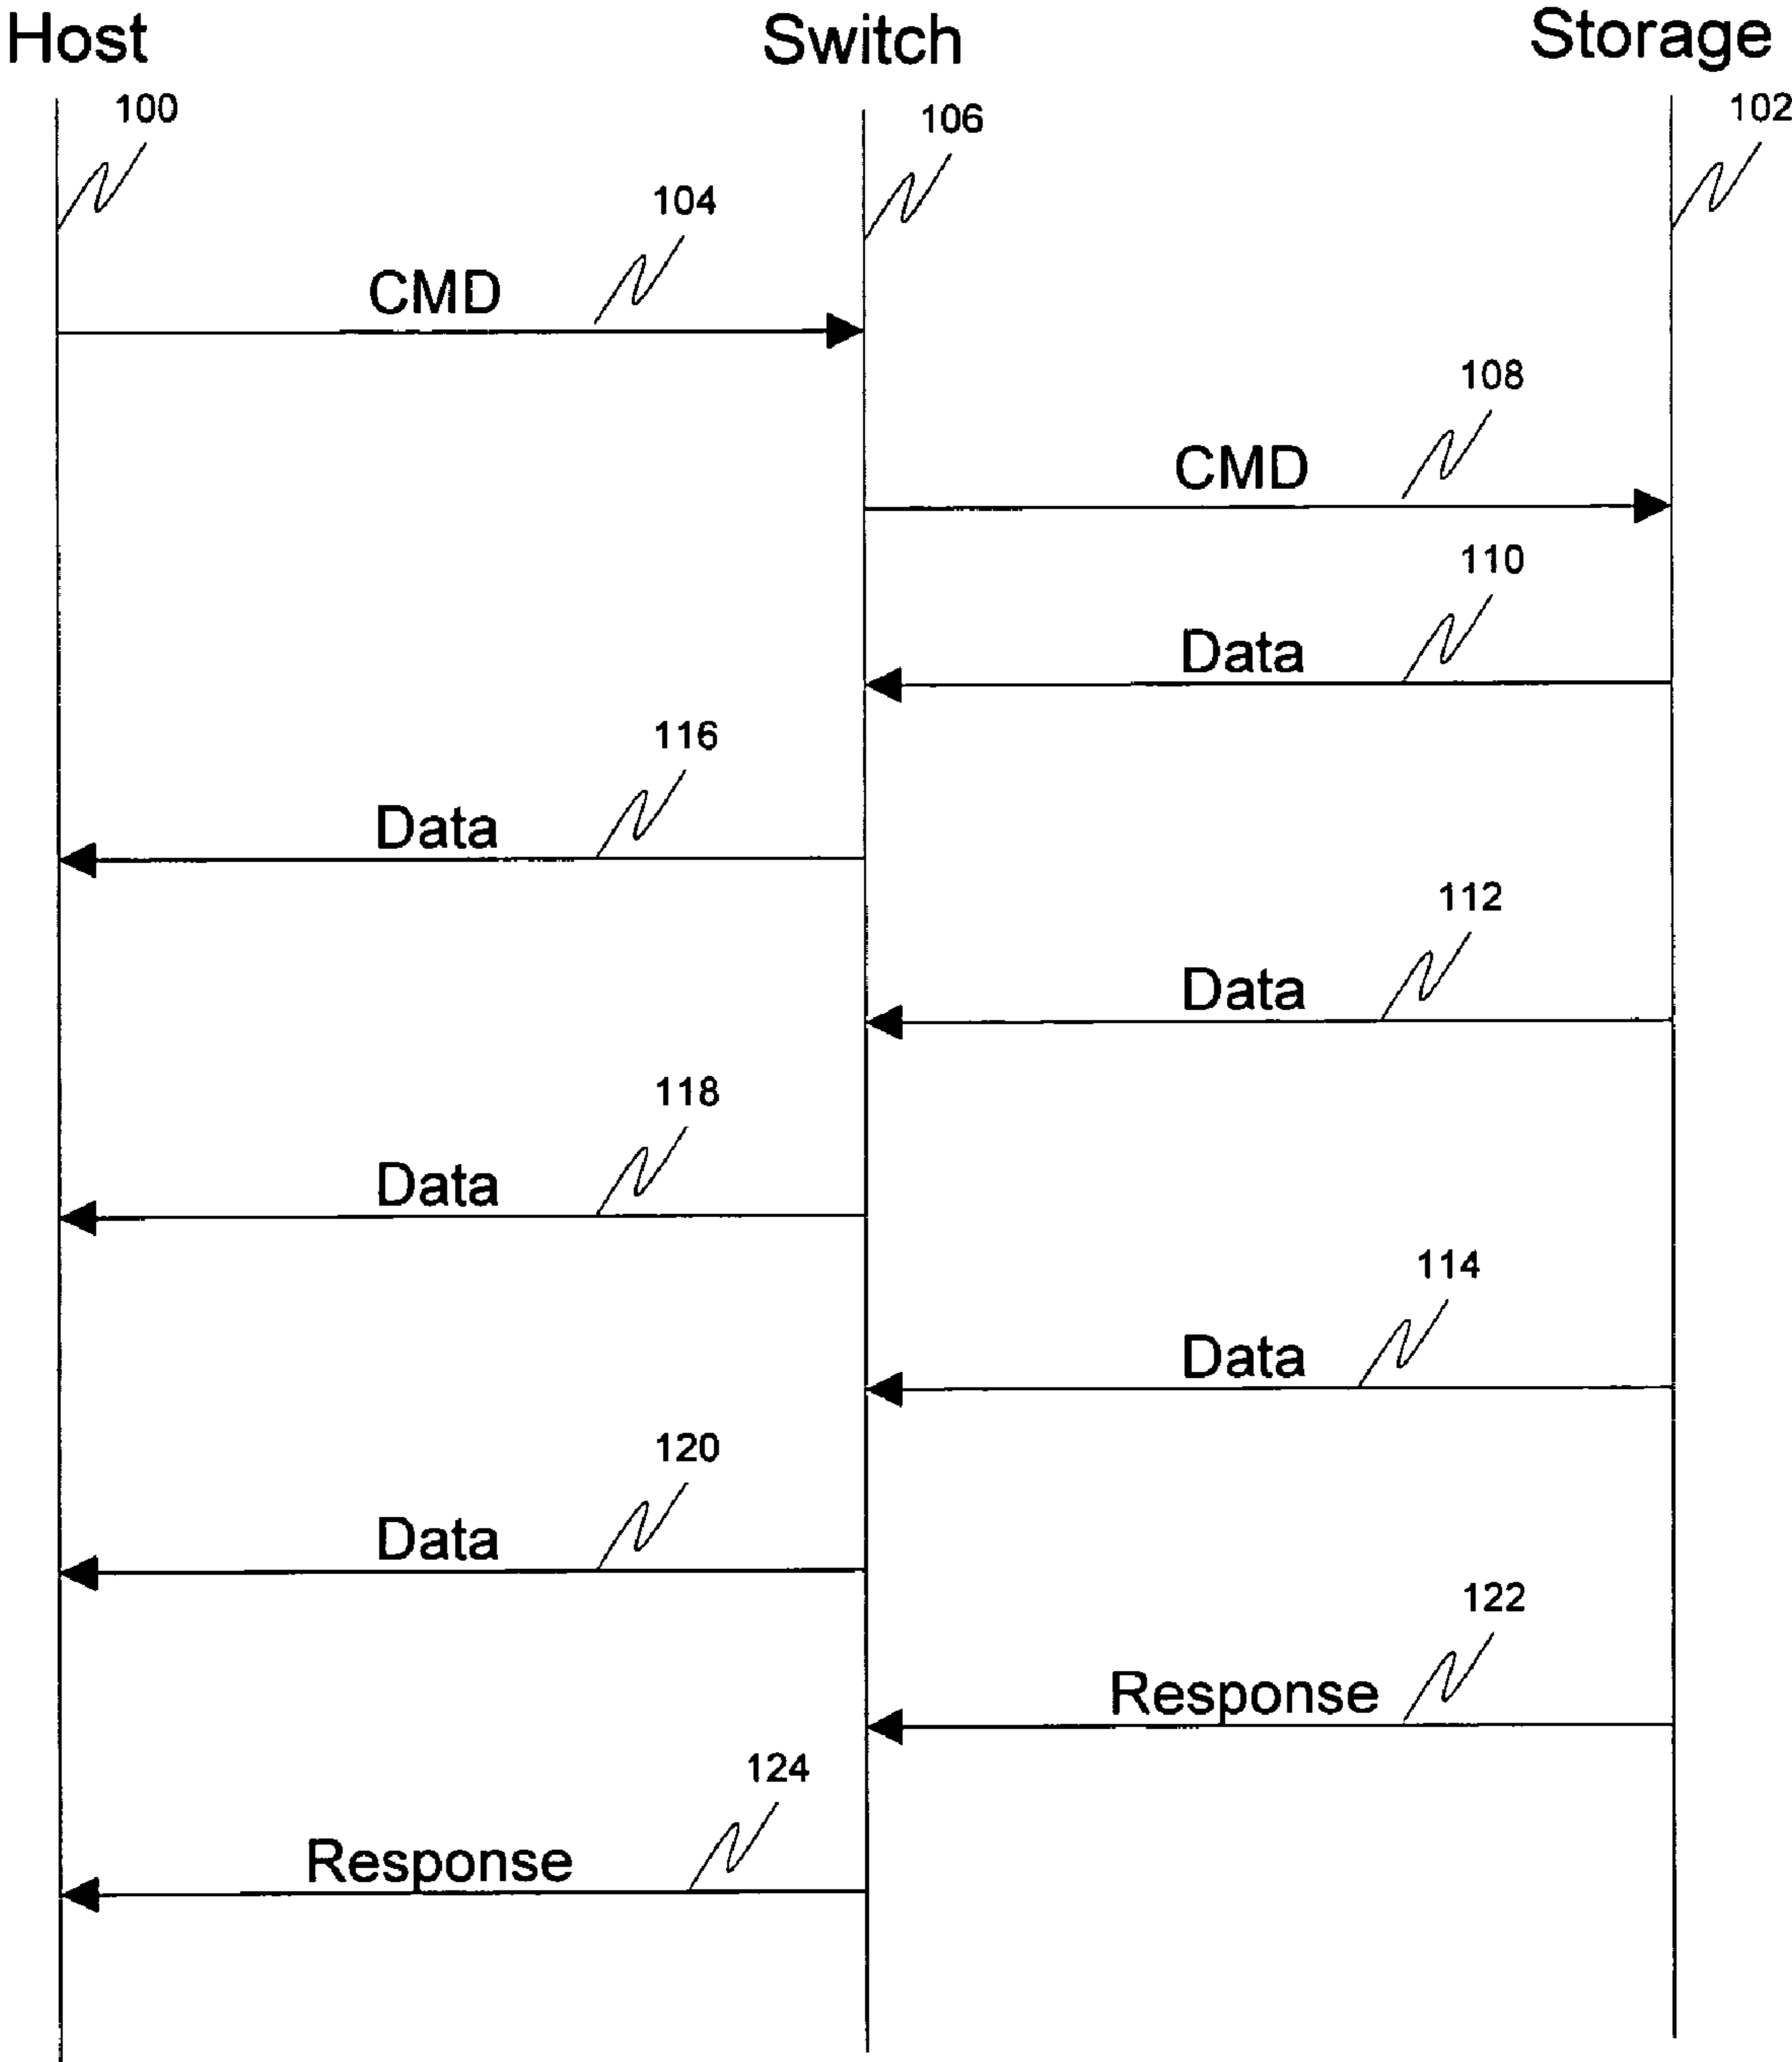 Host
Switch
Storage
100
106
102
104
CMD
108
CMD
110
Data
116
Data
112
Data
118
Data
114
Data
120
Data
122
Response
124
Response